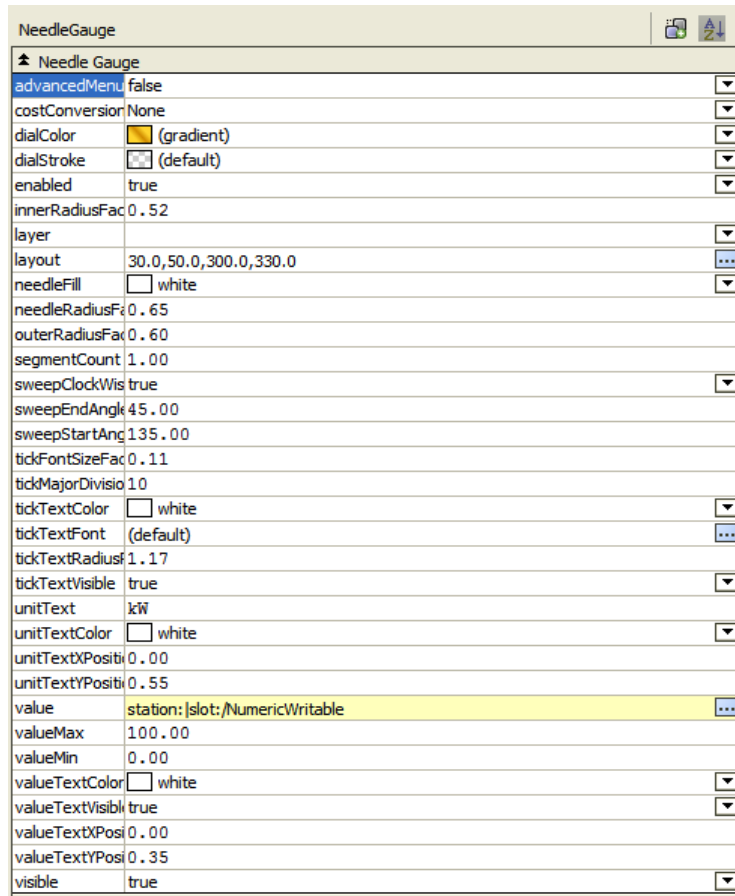 NeedleGauge
Needle Gauge
advancedMenu false
costConversion None
dialColor (gradient)
dialStroke (default)
enabled true
innerRadiusFac 0.52
layer
layout 30.0,50.0,300.0,330.0
needleFill white
needleRadiusFa 0.65
outerRadiusFac 0.60
segmentCount 1.00
sweepClockWis true
sweepEndAngle 45.00
sweepStartAng 135.00
tickFontSizeFac 0.11
tickMajorDivisio 10
tickTextColor white
tickTextFont (default)
tickTextRadiusF 1.17
tickTextVisible true
unitText kW
unitTextColor white
unitTextXPositi 0.00
unitTextYPositi 0.55
value station:|slot:/NumericWritable
valueMax 100.00
valueMin 0.00
valueTextColor white
valueTextVisibl true
valueTextXPosi 0.00
valueTextYPosi 0.35
visible true